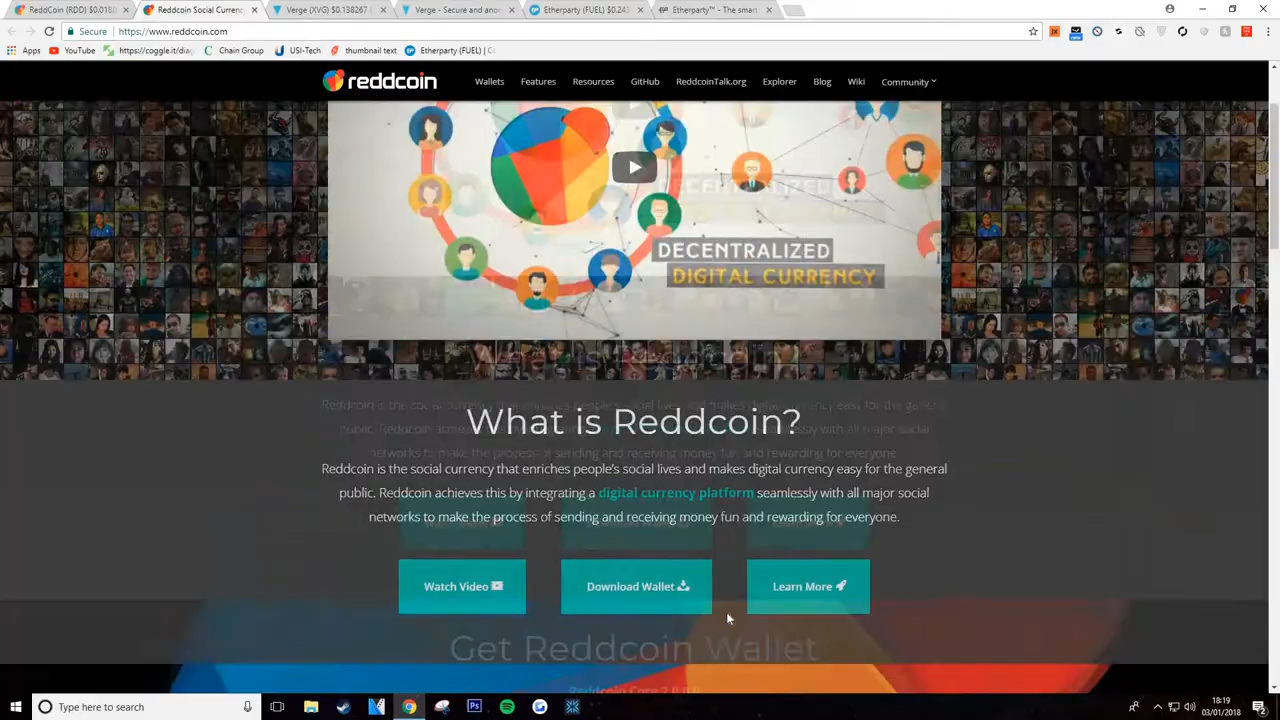 ReddCoin (RDD) $0.0188
Reddcoin Social Currenc
Verge (XVG) $0.138267 |
Verge - Secure and anon
Etherparty (FUEL) $0.243
Etherparty™ - The smart
Secure | https://www.reddcoin.com
Apps
YouTube
https://coggle.it/diag
Chain Group
USI-Tech
thumbnail text
Etherparty (FUEL) | Co
reddcoin
Wallets
Features
Resources
GitHub
ReddcoinTalk.org
Explorer
Blog
Wiki
Community
DECENTRALIZED
DIGITAL CURRENCY
What is Reddcoin?
Reddcoin is the social currency that enriches people's social lives and makes digital currency easy for the general
public. Reddcoin achieves this by integrating a digital currency platform seamlessly with all major social
networks to make the process of sending and receiving money fun and rewarding for everyone.
Watch Video
Download Wallet
Learn More
Get Reddcoin Wallet
Type here to search
18:19
03/01/2018